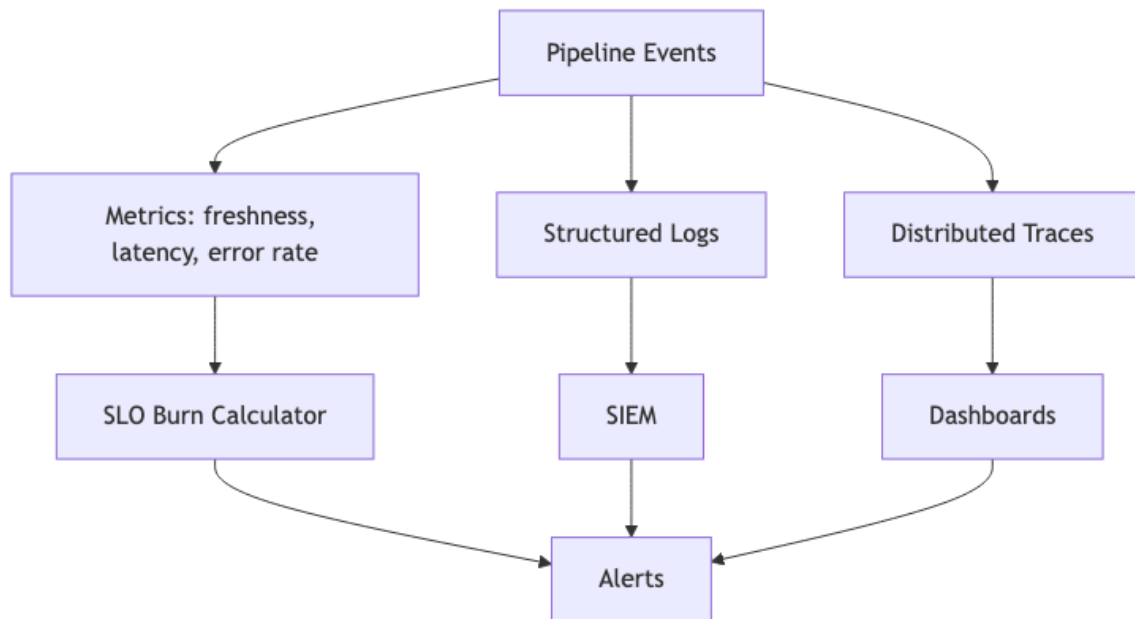 Pipeline Events
Metrics: freshness,
latency, error rate
Structured Logs
Distributed Traces
SLO Burn Calculator
SIEM
Dashboards
Alerts